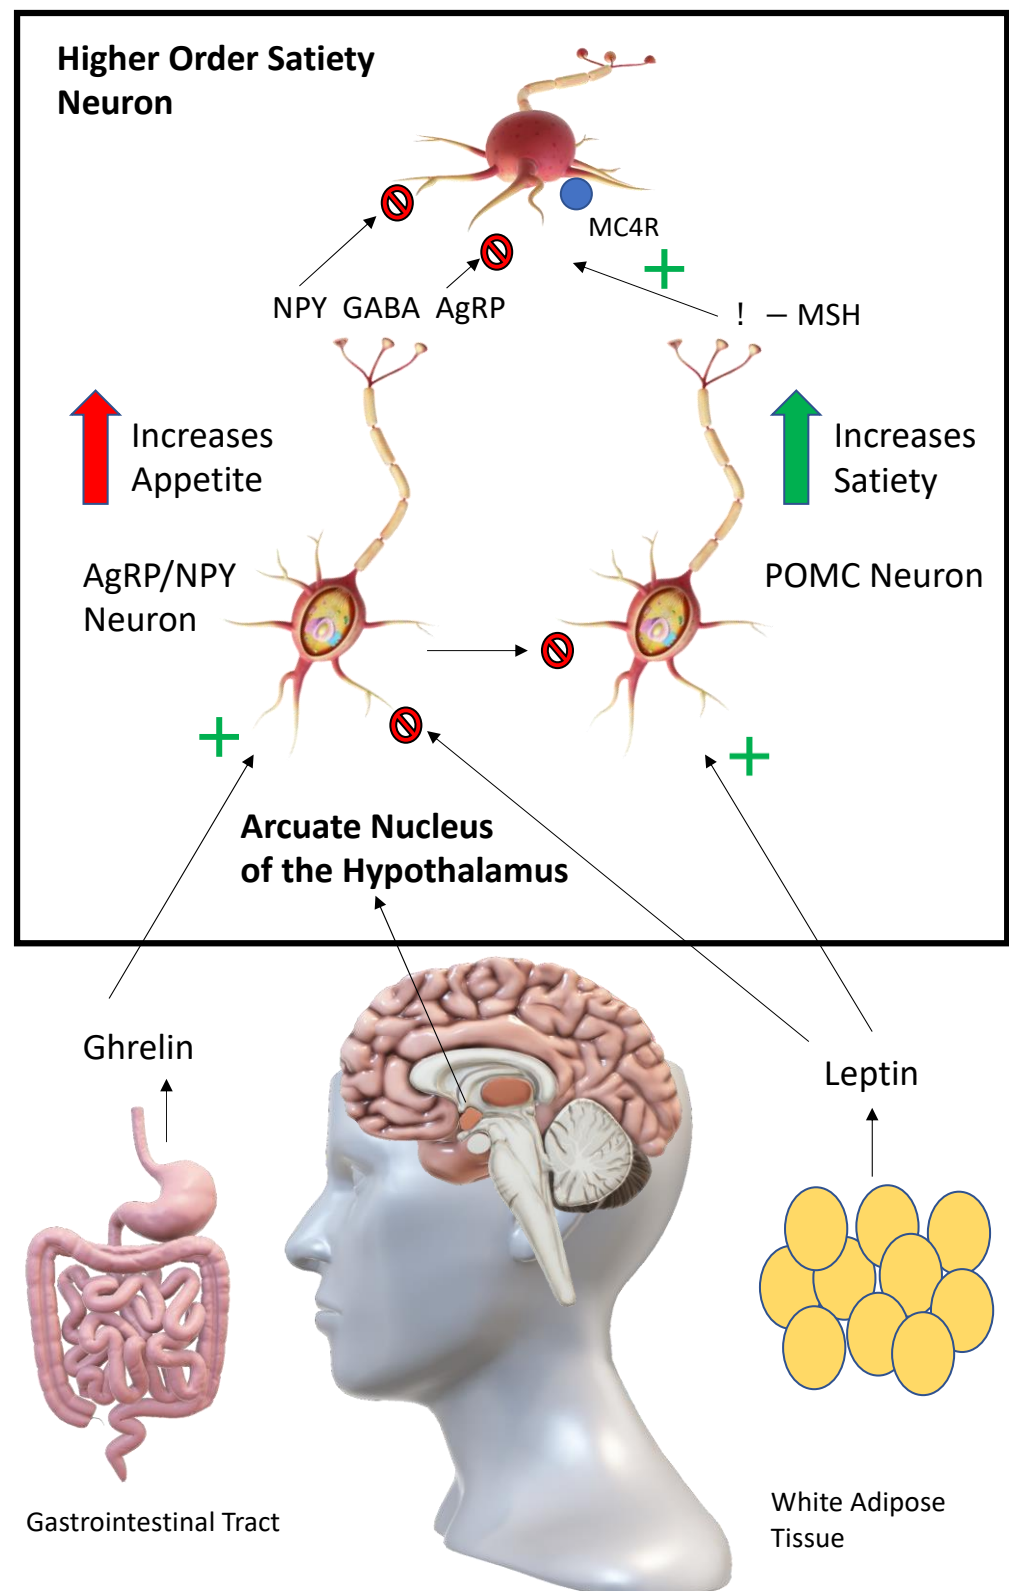 Higher Order Satiety
Neuron
MC4R
NPY GABA AgRP
! – MSH
Increases
Appetite
Increases
Satiety
AgRP/NPY
Neuron
POMC Neuron
Arcuate Nucleus
of the Hypothalamus
Ghrelin
Leptin
Gastrointestinal Tract
White Adipose
Tissue